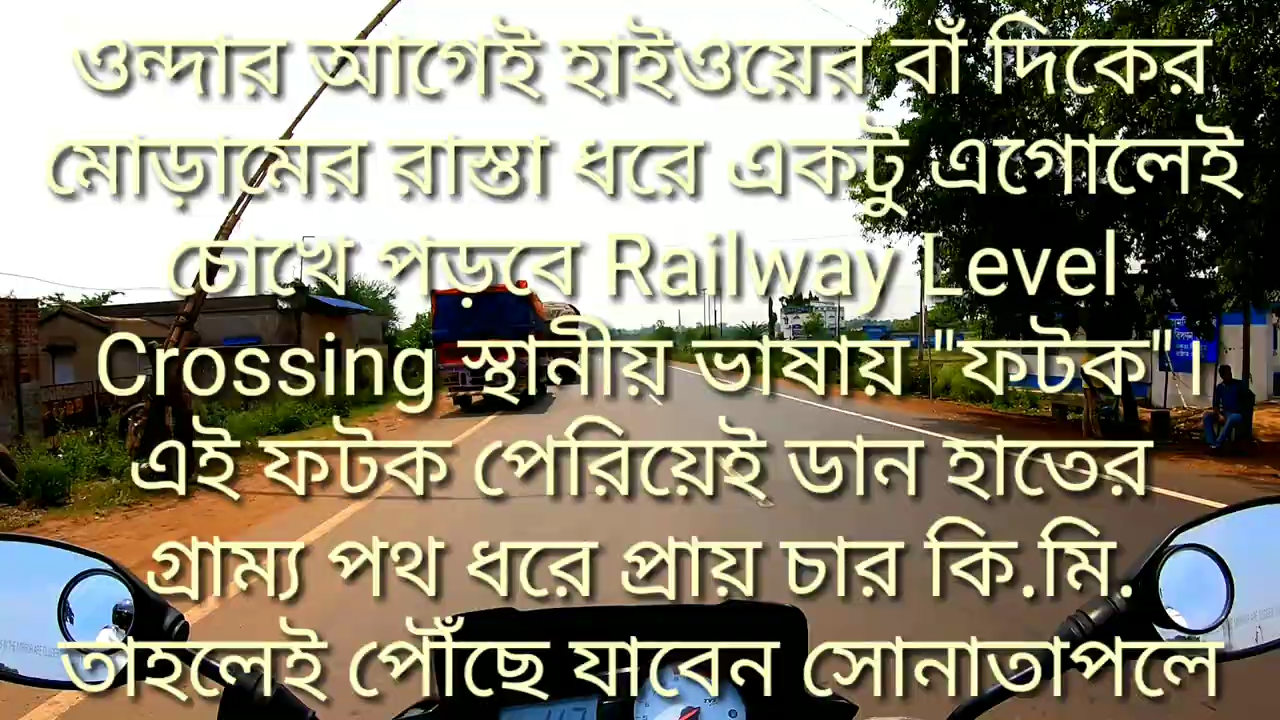 ওন্দার আগেই হাইওয়ের বাঁ দিকের
মোড়ামের রাস্তা ধরে একটু এগোলেই
চোখে পড়বে Railway Level
Crossing স্থানীয় ভাষায় "ফটক"।
এই ফটক পেরিয়েই ডান হাতের
গ্রাম্য পথ ধরে প্রায় চার কি.মি.
তাহলেই পৌঁছে যাবেন সোনাতাপলে